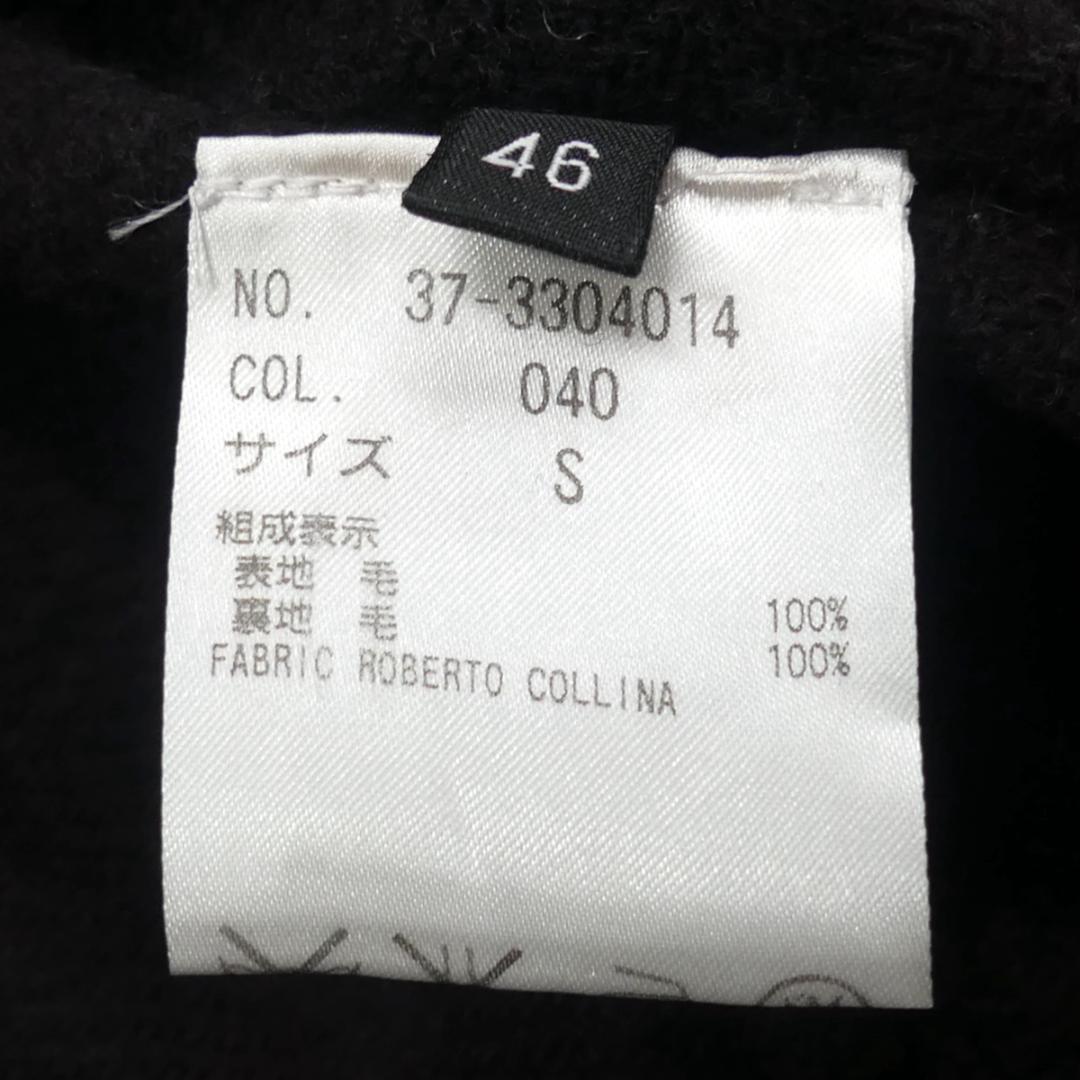 46
NO. 37-3304014
COL. 040
サイズ S
組成表示
表地 毛 100%
裏地 毛 100%
FABRIC ROBERTO COLLINA